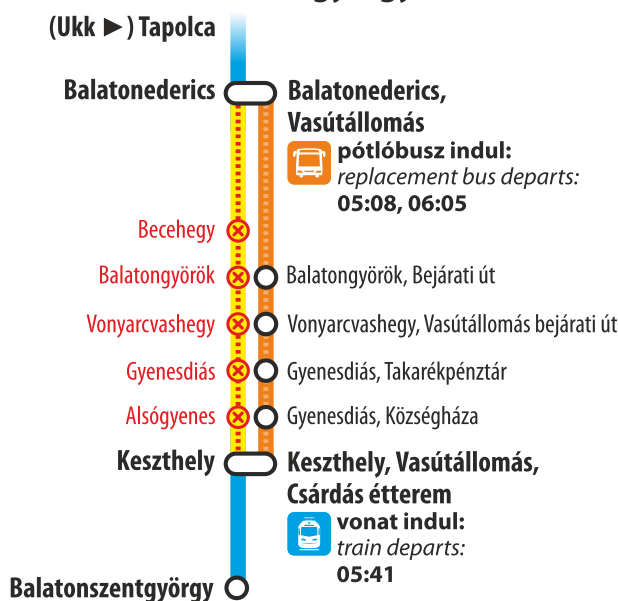 (Ukk ►) Tapolca
Balatonederics
Balatonederics,
Vasútállomás
pótlóbusz indul:
replacement bus departs:
05:08, 06:05
Becehegy
Balatongyörök
Balatongyörök, Bejárati út
Vonyarcvashegy
Vonyarcvashegy, Vasútállomás bejárati út
Gyenesdiás
Gyenesdiás, Takarékpénztár
Alsógyenes
Gyenesdiás, Községháza
Keszthely
Keszthely, Vasútállomás,
Csárdás étterem
vonat indul:
train departs:
05:41
Balatonszentgyörgy